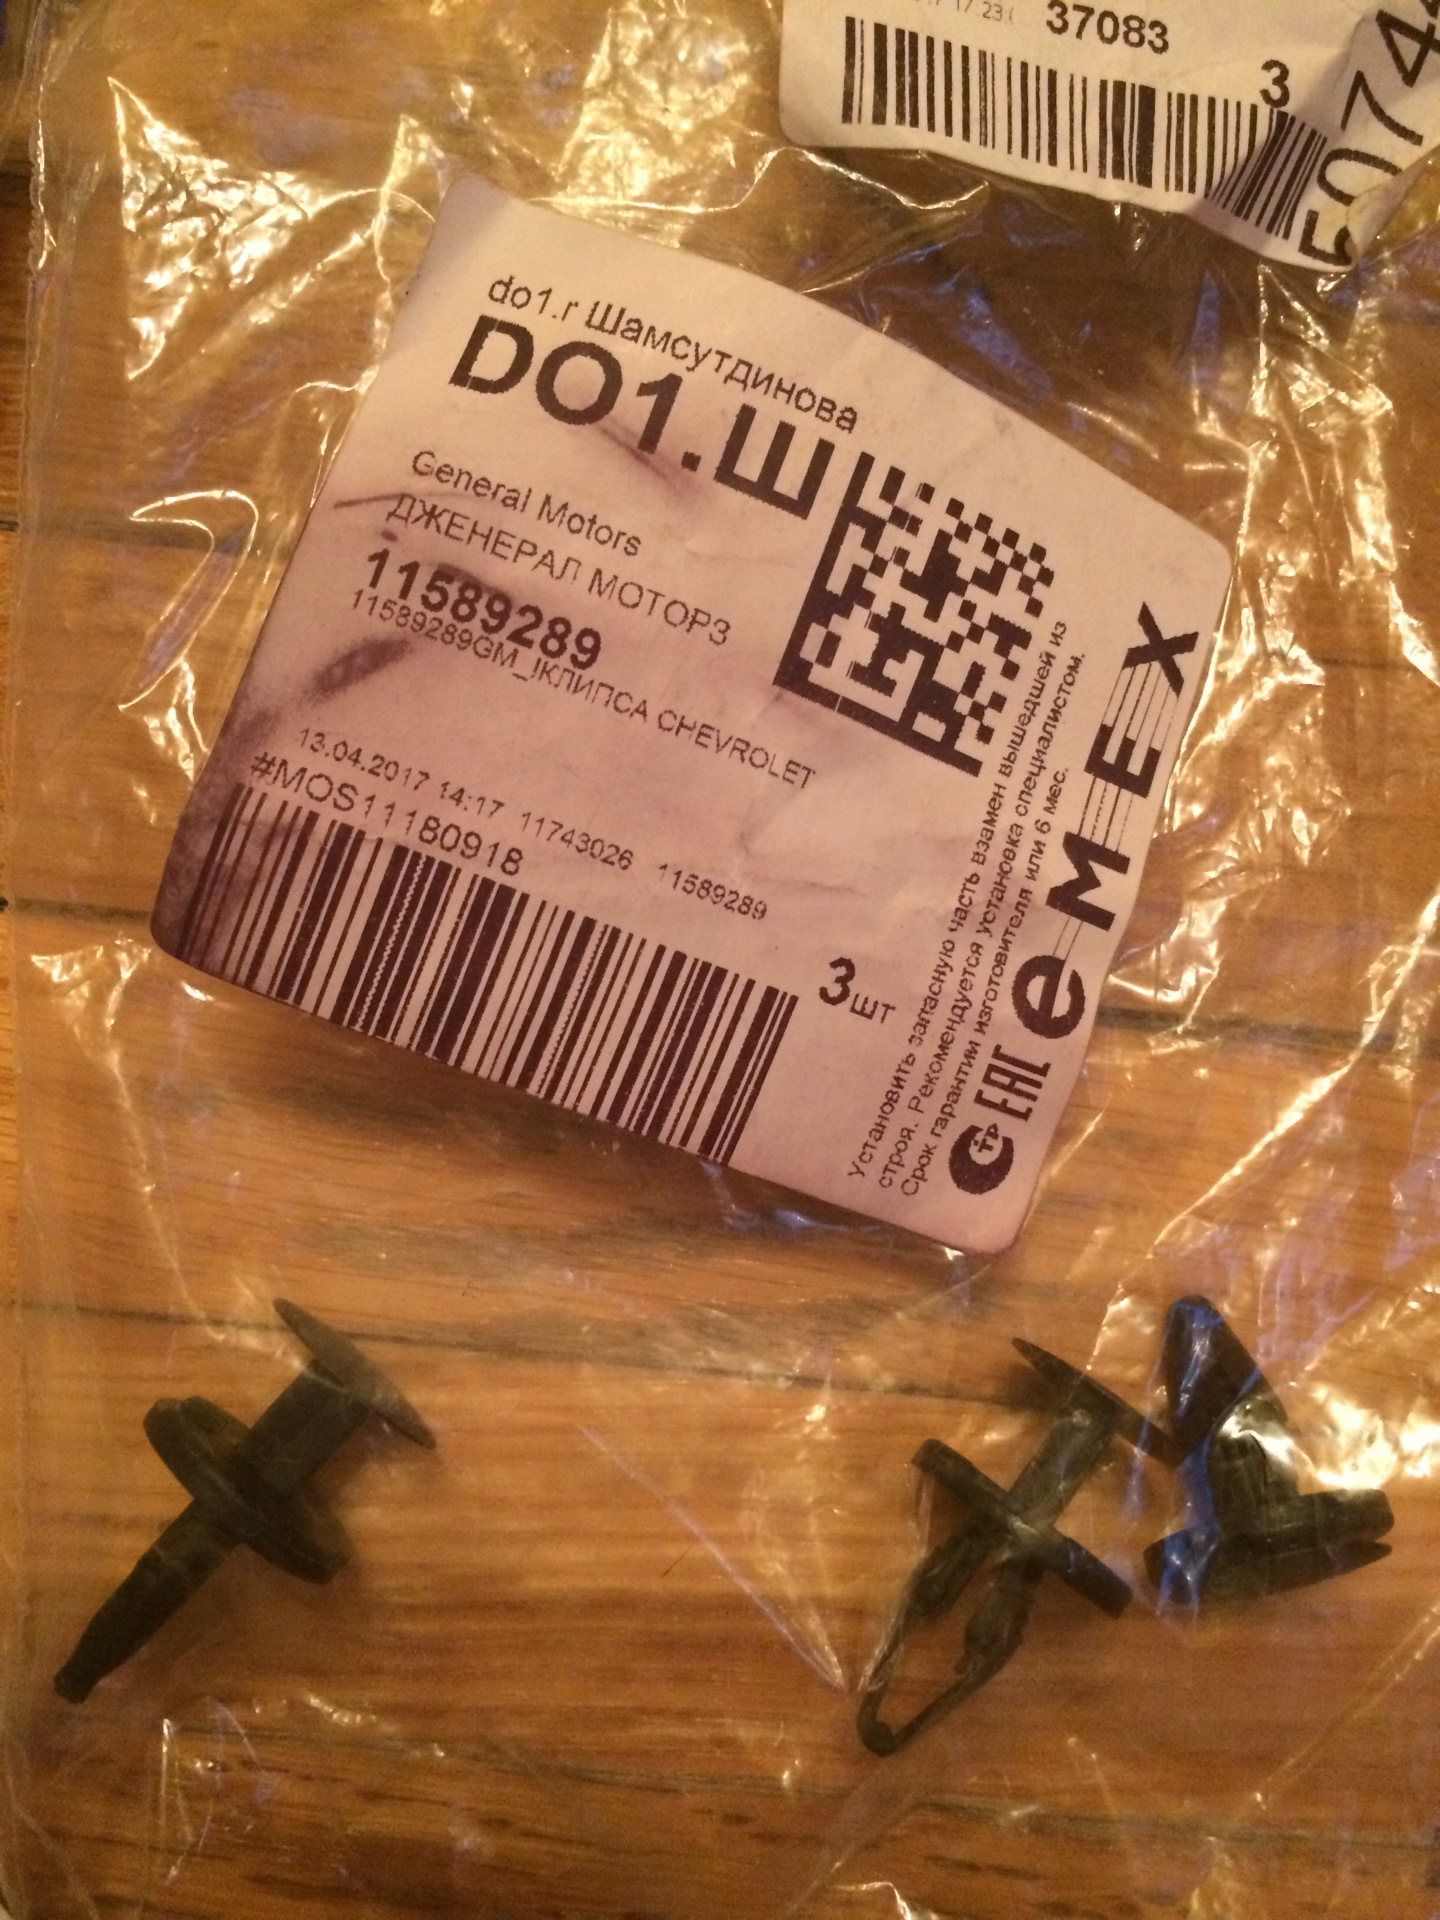 37083
3
5074
do1.r Шамсутдинова
DO1.Ш
General Motors
ДЖЕНЕРАЛ МОТОРЗ
11589289
11589289GM_!КЛИПСА CHEVROLET
13.04.2017 14:17 11743026 11589289
#MOS11180918
3шт
Установить запасную часть взамен вышедшей из
строя. Рекомендуется установка специалистом.
Срок гарантии изготовителя или 6 мес.
ЕАС
eMEX